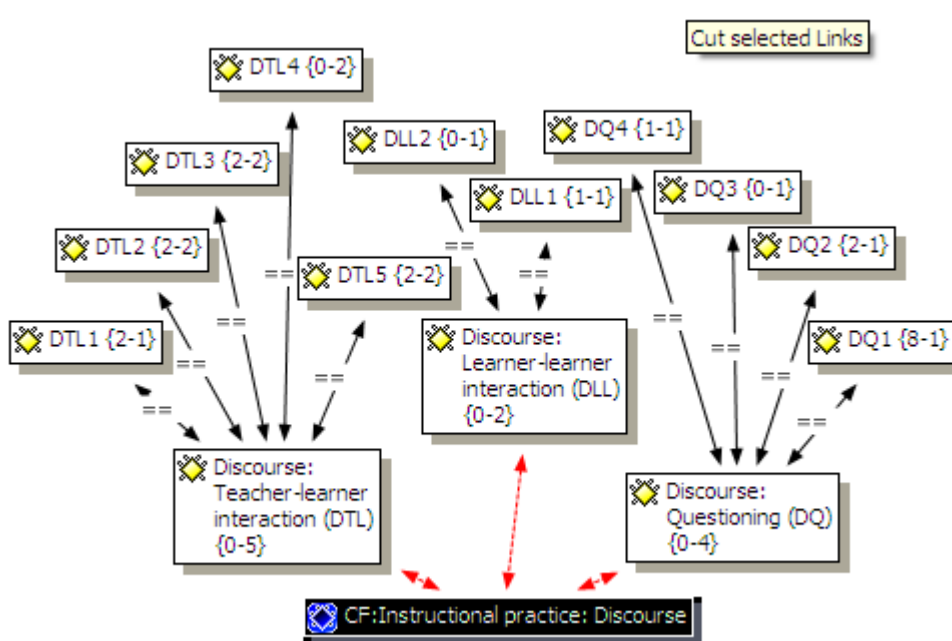 Cut selected Links
DTL4 {0-2}
DLL2 {0-1}
DQ4 {1-1}
DTL3 {2-2}
DLL1 {1-1}
DQ3 {0-1}
DTL2 {2-2}
DQ2 {2-1}
DTL5 {2-2}
DTL1 {2-1}
DQ1 {8-1}
==
==
==
==
==
==
==
==
==
==
==
Discourse:
Learner-learner
interaction (DLL)
{0-2}
Discourse:
Teacher-learner
interaction (DTL)
{0-5}
Discourse:
Questioning (DQ)
{0-4}
CF:Instructional practice: Discourse